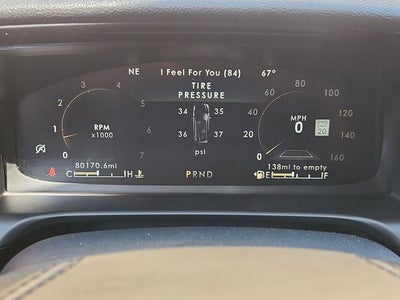 NE I Feel For You (84) 67°
TIRE
PRESSURE
34 35
36 37
psi
0 1 2 3 4 5 6 7
RPM
x1000
0 20 40 60 80 100 120 140 160
MPH
0
20
80170.6mi
C H
PRND
138mi to empty
E F